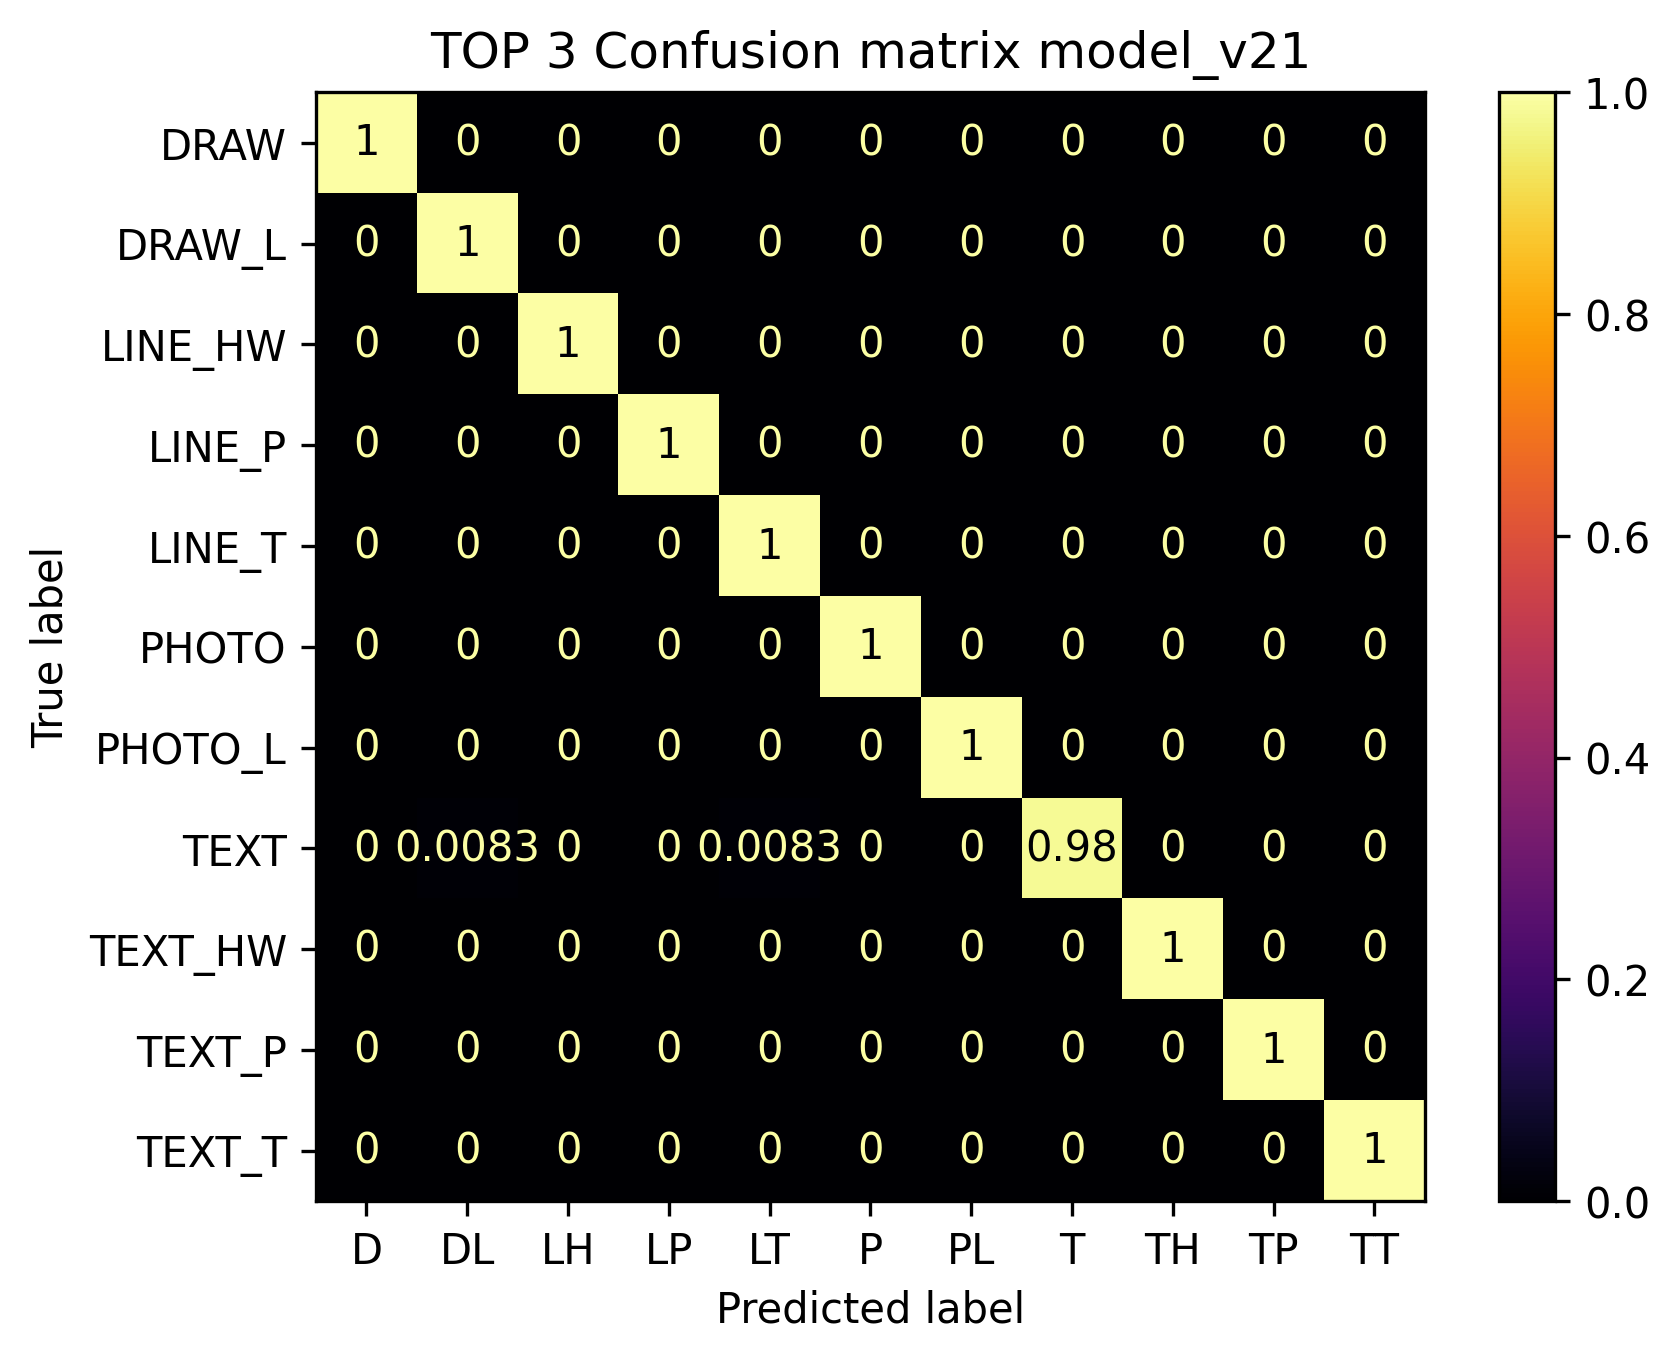 TOP 3 Confusion matrix model_v21
DRAW 1 0 0 0 0 0 0 0 0 0 0
DRAW_L 0 1 0 0 0 0 0 0 0 0 0
LINE_HW 0 0 1 0 0 0 0 0 0 0 0
LINE_P 0 0 0 1 0 0 0 0 0 0 0
LINE_T 0 0 0 0 1 0 0 0 0 0 0
PHOTO 0 0 0 0 0 1 0 0 0 0 0
PHOTO_L 0 0 0 0 0 0 1 0 0 0 0
TEXT 0 0.0083 0 0 0.0083 0 0 0.98 0 0 0
TEXT_HW 0 0 0 0 0 0 0 0 1 0 0
TEXT_P 0 0 0 0 0 0 0 0 0 1 0
TEXT_T 0 0 0 0 0 0 0 0 0 0 1
D DL LH LP LT P PL T TH TP TT
Predicted label
True label
1.0
0.8
0.6
0.4
0.2
0.0